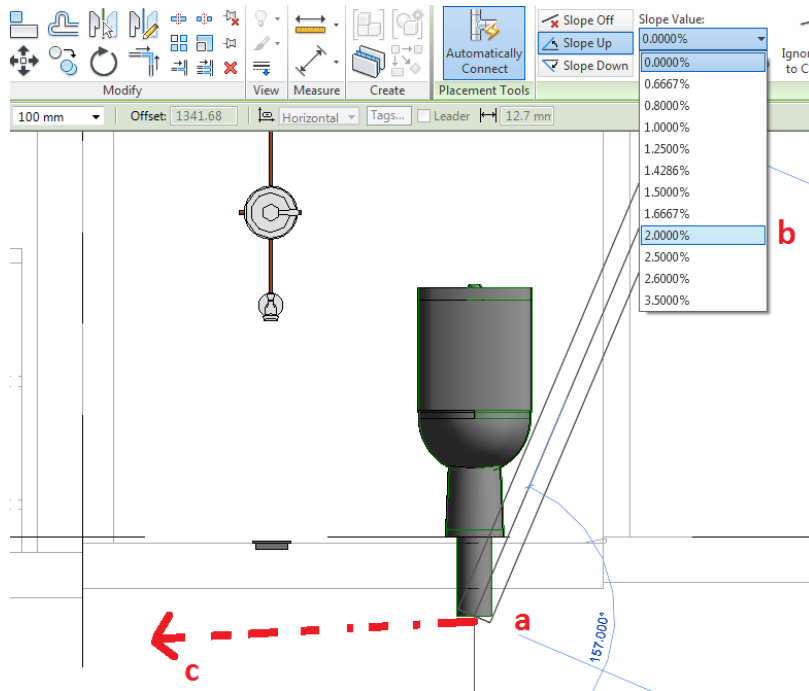 Slope Off
Slope Value:
Automatically
Connect
Slope Up
0.0000%
Slope Down
to C
Modify
View
Measure
Create
Placement Tools
100 mm
Offset:
1341.68
Horizontal
Tags...
Leader
12.7 mm
0.0000%
0.6667%
0.8000%
1.0000%
1.2500%
1.4286%
1.5000%
1.6667%
2.0000%
2.5000%
2.6000%
3.5000%
b
a
c
157.000°